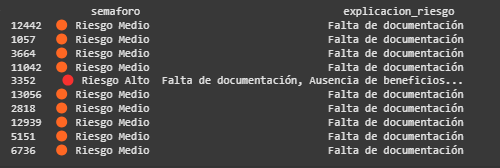 semaforo explicacion_riesgo
12442 🟠 Riesgo Medio Falta de documentación
1057 🟠 Riesgo Medio Falta de documentación
3664 🟠 Riesgo Medio Falta de documentación
11042 🟠 Riesgo Medio Falta de documentación
3352 🔴 Riesgo Alto Falta de documentación, Ausencia de beneficios...
13056 🟠 Riesgo Medio Falta de documentación
2818 🟠 Riesgo Medio Falta de documentación
12939 🟠 Riesgo Medio Falta de documentación
5151 🟠 Riesgo Medio Falta de documentación
6736 🟠 Riesgo Medio Falta de documentación